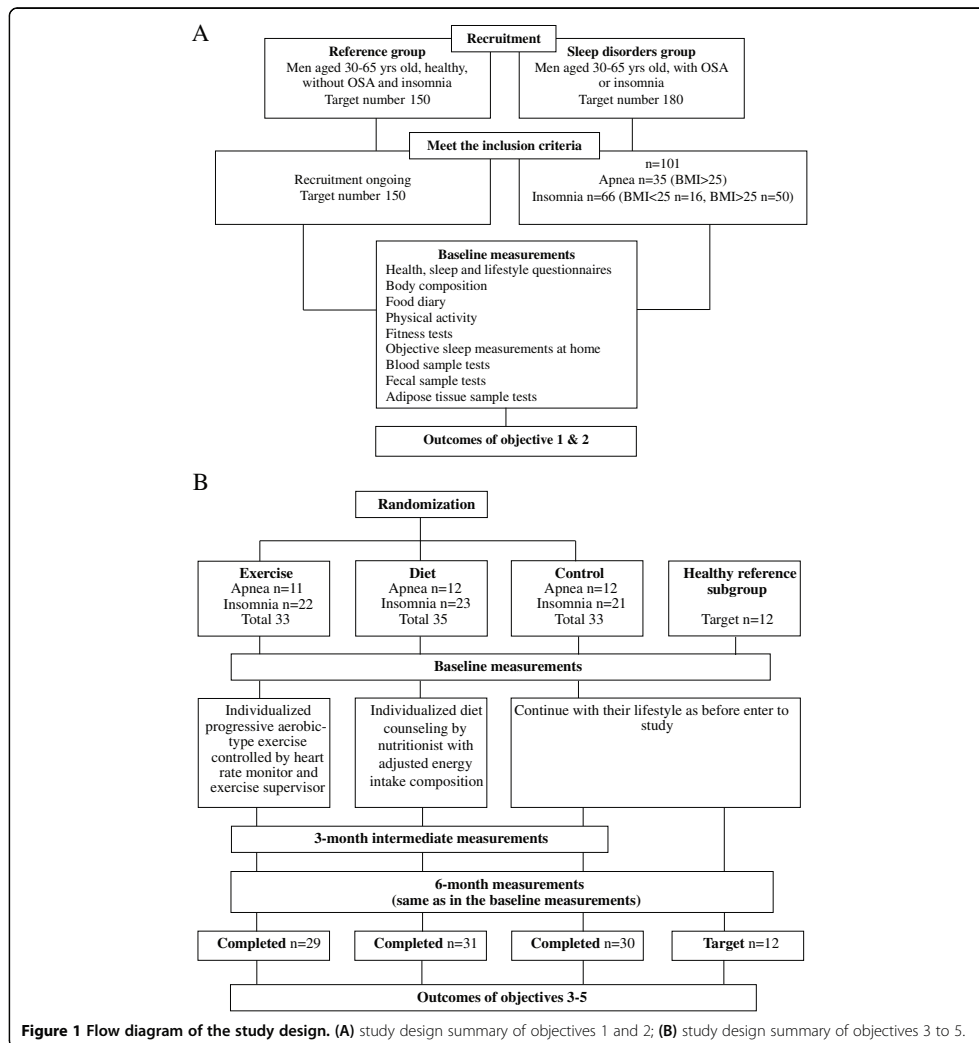 A
Recruitment
Reference group
Men aged 30-65 yrs old, healthy,
without OSA and insomnia
Target number 150
Sleep disorders group
Men aged 30-65 yrs old, with OSA
or insomnia
Target number 180
Meet the inclusion criteria
Recruitment ongoing
Target number 150
n=101
Apnea n=35 (BMI>25)
Insomnia n=66 (BMI<25 n=16, BMI>25 n=50)
Baseline measurements
Health, sleep and lifestyle questionnaires
Body composition
Food diary
Physical activity
Fitness tests
Objective sleep measurements at home
Blood sample tests
Fecal sample tests
Adipose tissue sample tests
Outcomes of objective 1 & 2
B
Randomization
Exercise
Apnea n=11
Insomnia n=22
Total 33
Diet
Apnea n=12
Insomnia n=23
Total 35
Control
Apnea n=12
Insomnia n=21
Total 33
Healthy reference
subgroup
Target n=12
Baseline measurements
Individualized
progressive aerobic-
type exercise
controlled by heart
rate monitor and
exercise supervisor
Individualized diet
counseling by
nutritionist with
adjusted energy
intake composition
Continue with their lifestyle as before enter to
study
3-month intermediate measurements
6-month measurements
(same as in the baseline measurements)
Completed n=29
Completed n=31
Completed n=30
Target n=12
Outcomes of objectives 3-5
Figure 1 Flow diagram of the study design. (A) study design summary of objectives 1 and 2; (B) study design summary of objectives 3 to 5.